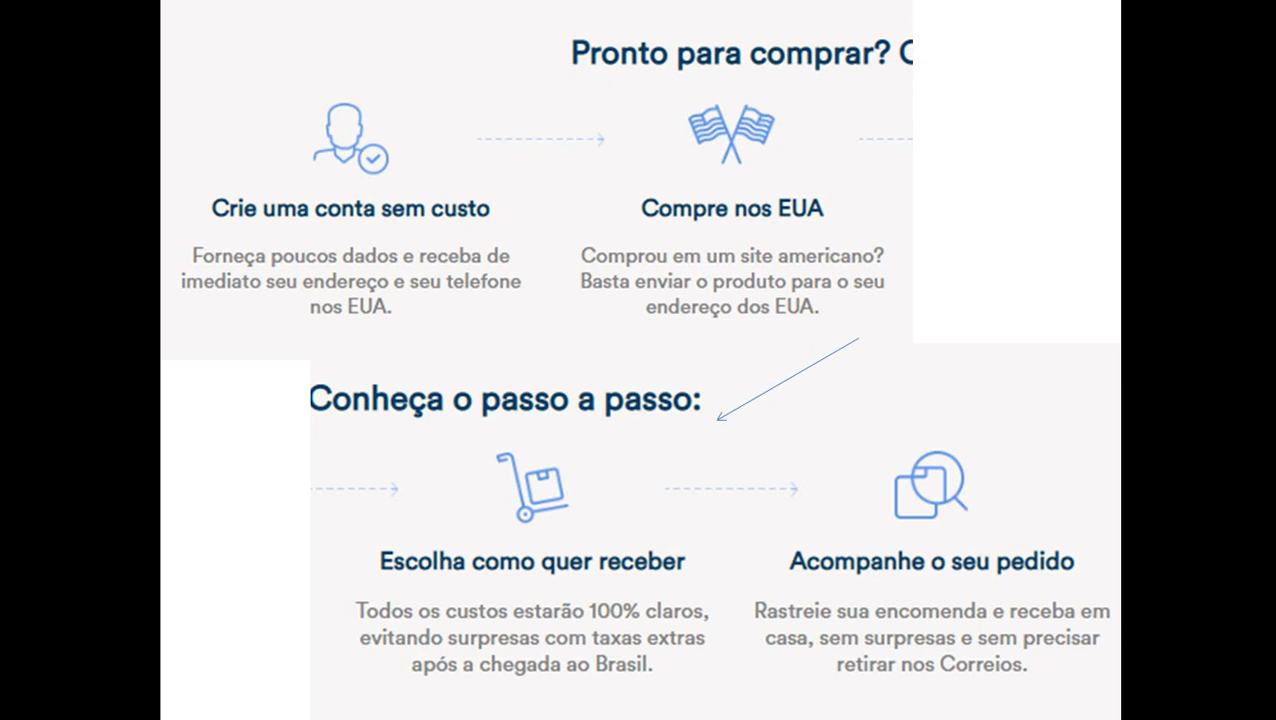 Pronto para comprar? C
Crie uma conta sem custo
Forneça poucos dados e receba de
imediato seu endereço e seu telefone
nos EUA.
Compre nos EUA
Comprou em um site americano?
Basta enviar o produto para o seu
endereço dos EUA.
Conheça o passo a passo:
Escolha como quer receber
Todos os custos estarão 100% claros,
evitando surpresas com taxas extras
após a chegada ao Brasil.
Acompanhe o seu pedido
Rastreie sua encomenda e receba em
casa, sem surpresas e sem precisar
retirar nos Correios.